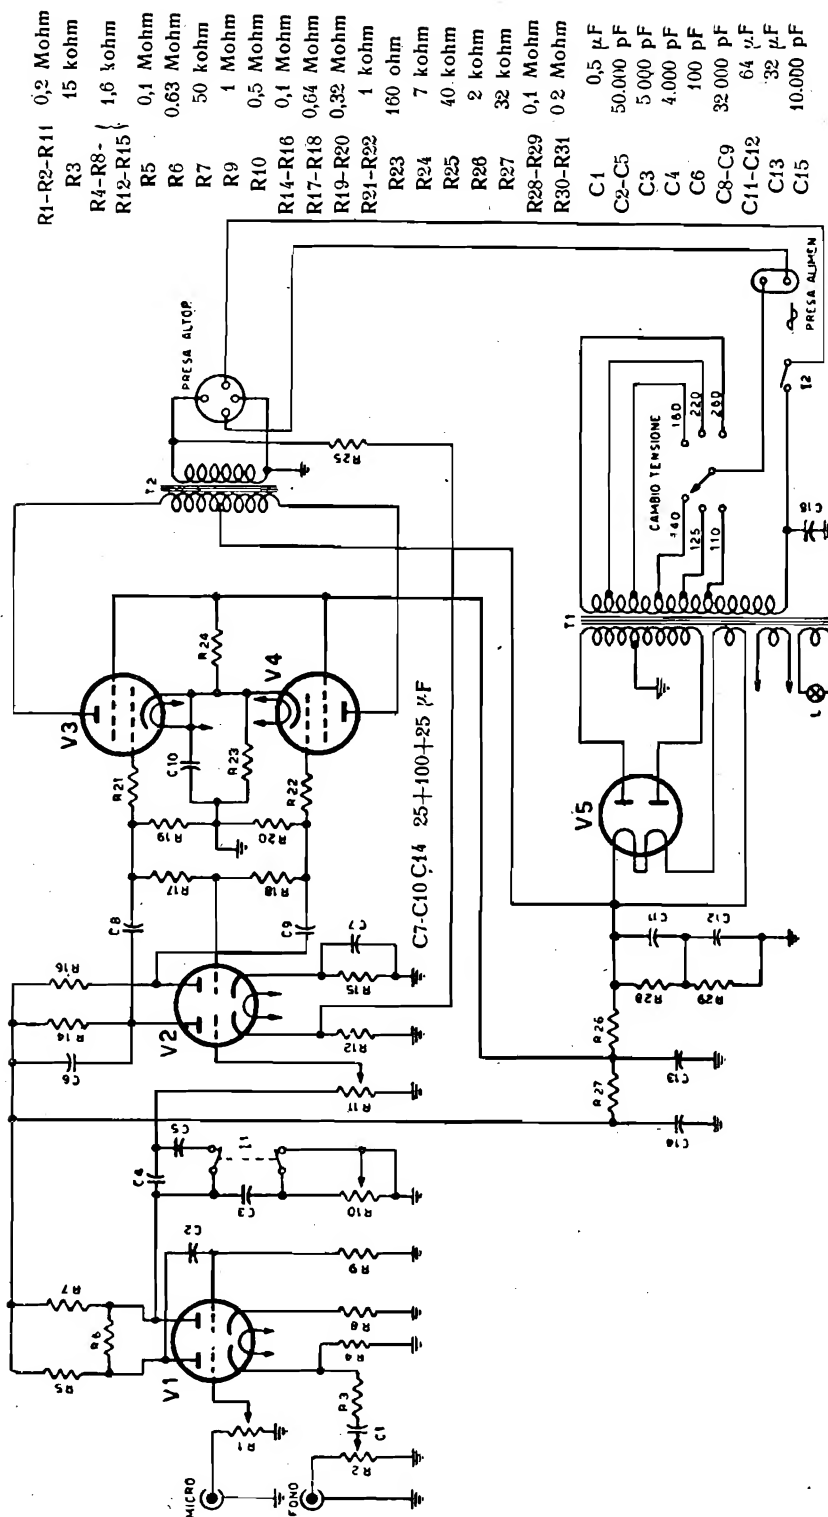 R1-R2-R11 0,2 Mohm
R3 15 kohm
R4-R8-
R12-R15 } 1,6 kohm
R5 0,1 Mohm
R6 0.63 Mohm
R7 50 kohm
R9 1 Mohm
R10 0,5 Mohm
R14-R16 0,1 Mohm
R17-R18 0,64 Mohm
R19-R20 0,32 Mohm
R21-R22 1 kohm
R23 160 ohm
R24 7 kohm
R25 40 kohm
R26 2 kohm
R27 32 kohm
R28-R29 0,1 Mohm
R30-R31 0 2 Mohm
C1 0,5 µF
C2-C5 50.000 pF
C3 5 000 pF
C4 4.000 pF
C6 100 pF
C8-C9 32 000 pF
C11-C12 64 µF
C13 32 µF
C15 10.000 pF
C7-C10 C14 25+100+25 µF
MICRO
FONO
R1
R2
C1
R3
R4
R8
R9
V1
R5
R6
R7
C2
C3
C4
C5
R10
R11
C6
R14
R16
V2
R12
R15
C7
C8
C9
R17
R18
R19
R20
R21
R22
C10
R23
V3
V4
R24
T2
R25
PRESA ALTOP.
C14
R27
C13
R26
R28
R29
C11
C12
V5
T1
L
CAMBIO TENSIONE
160
220
280
125
110
T2
PRESA ALIMEN